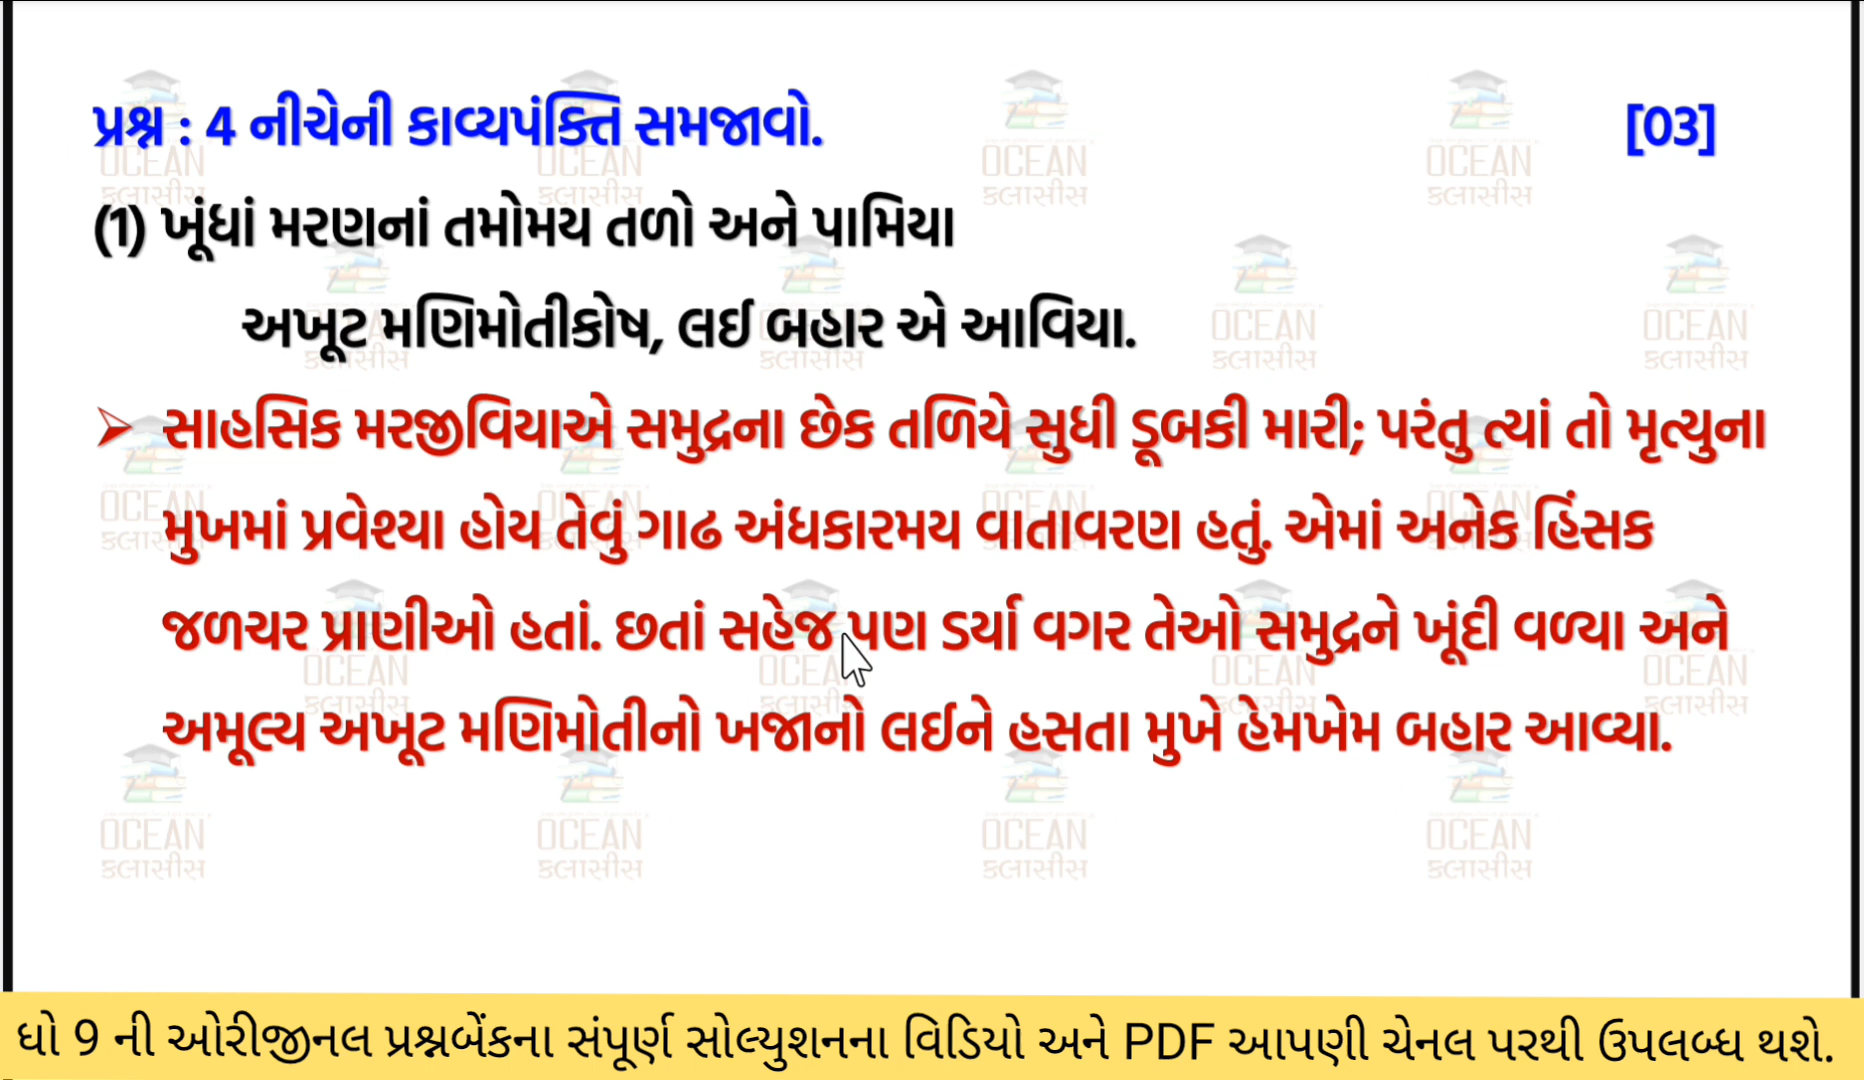 પ્રશ્ન : 4 નીચેની કાવ્યપંક્તિ સમજાવો. [03]
(1) ખૂંધાં મરણનાં તમોમય તળો અને પામિયા
અખૂટ મણિમોતીકોષ, લઈ બહાર એ આવિયા.
➢ સાહસિક મરજીવિયાએ સમુદ્રના છેક તળિયે સુધી ડૂબકી મારી; પરંતુ ત્યાં તો મૃત્યુના
મુખમાં પ્રવેશ્યા હોય તેવું ગાઢ અંધકારમય વાતાવરણ હતું. એમાં અનેક હિંસક
જળચર પ્રાણીઓ હતાં. છતાં સહેજ પણ ડર્યા વગર તેઓ સમુદ્રને ખૂંદી વળ્યા અને
અમૂલ્ય અખૂટ મણિમોતીનો ખજાનો લઈને હસતા મુખે હેમખેમ બહાર આવ્યા.
OCEAN
ક્લાસીસ
ધો 9 ની ઓરીજીનલ પ્રશ્નબેંકના સંપૂર્ણ સોલ્યુશનના વિડિયો અને PDF આપણી ચેનલ પરથી ઉપલબ્ધ થશે.